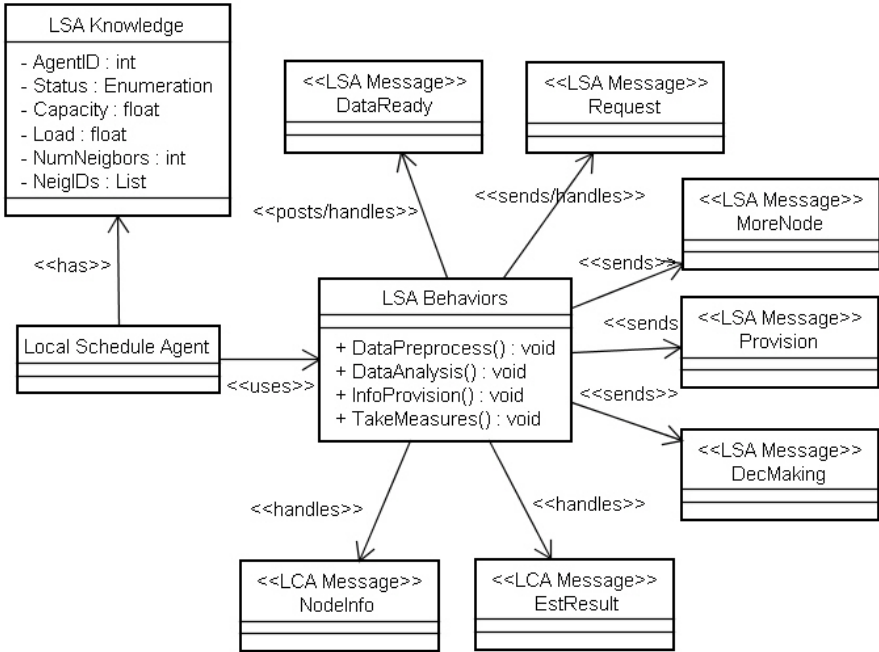 LSA Knowledge
- AgentID : int
- Status : Enumeration
- Capacity : float
- Load : float
- NumNeigbors : int
- NeigIDs : List
<<LSA Message>>
DataReady
<<LSA Message>>
Request
<<posts/handles>>
<<sends/handles>>
<<LSA Message>>
MoreNode
<<has>>
<<sends>>
LSA Behaviors
+ DataPreprocess() : void
+ DataAnalysis() : void
+ InfoProvision() : void
+ TakeMeasures() : void
<<sends
<<LSA Message>>
Provision
Local Schedule Agent
<<uses>>
<<sends>>
<<LSA Message>>
DecMaking
<<handles>>
<<handles>>
<<LCA Message>>
NodeInfo
<<LCA Message>>
EstResult